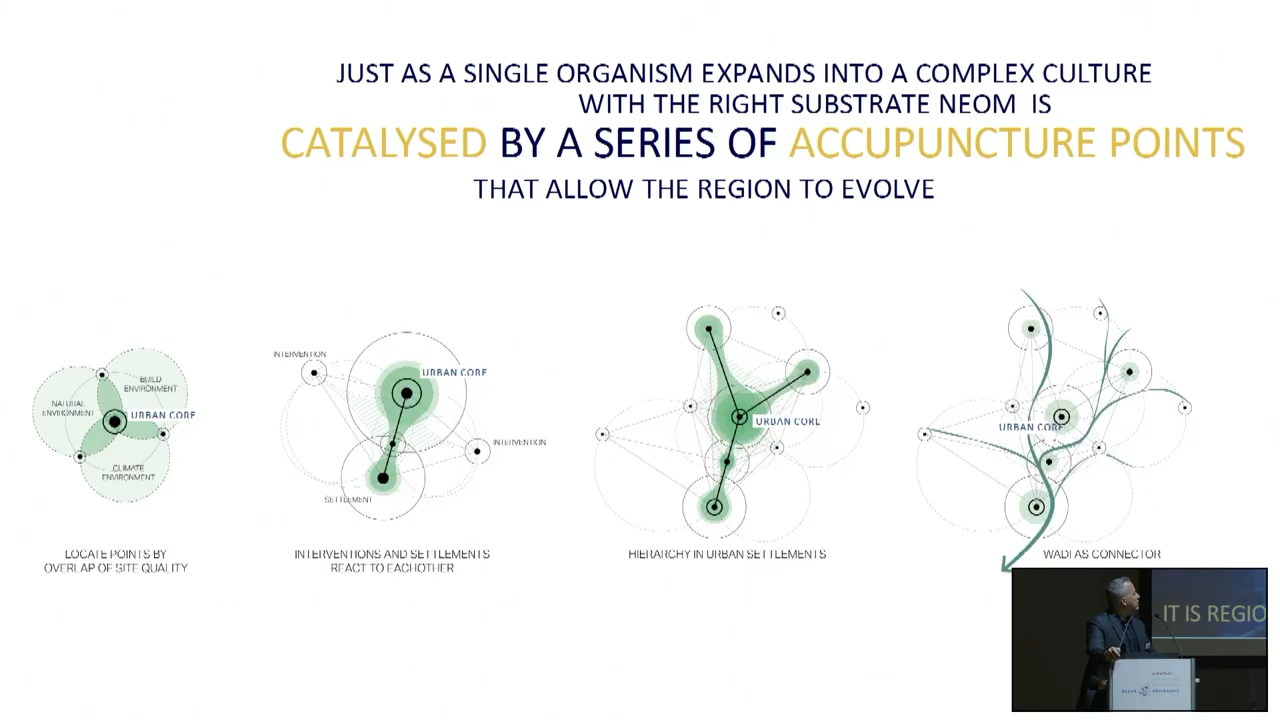 JUST AS A SINGLE ORGANISM EXPANDS INTO A COMPLEX CULTURE
WITH THE RIGHT SUBSTRATE NEOM IS
CATALYSED BY A SERIES OF ACCUPUNCTURE POINTS
THAT ALLOW THE REGION TO EVOLVE
BUILD
ENVIRONMENT
NATURAL
ENVIRONMENT
URBAN CORE
CLIMATE
ENVIRONMENT
LOCATE POINTS BY
OVERLAP OF SITE QUALITY
INTERVENTION
URBAN CORE
INTERVENTION
SETTLEMENT
INTERVENTIONS AND SETTLEMENTS
REACT TO EACHOTHER
URBAN CORE
HIERARCHY IN URBAN SETTLEMENTS
URBAN CORE
WADI AS CONNECTOR
IT IS REGIO